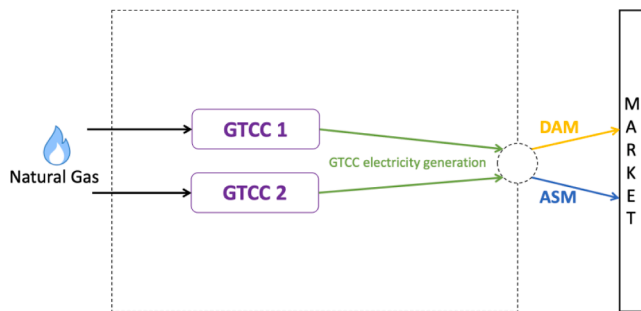 GTCC 1
Natural Gas
GTCC electricity generation
GTCC 2
DAM
ASM
M
A
R
K
E
T